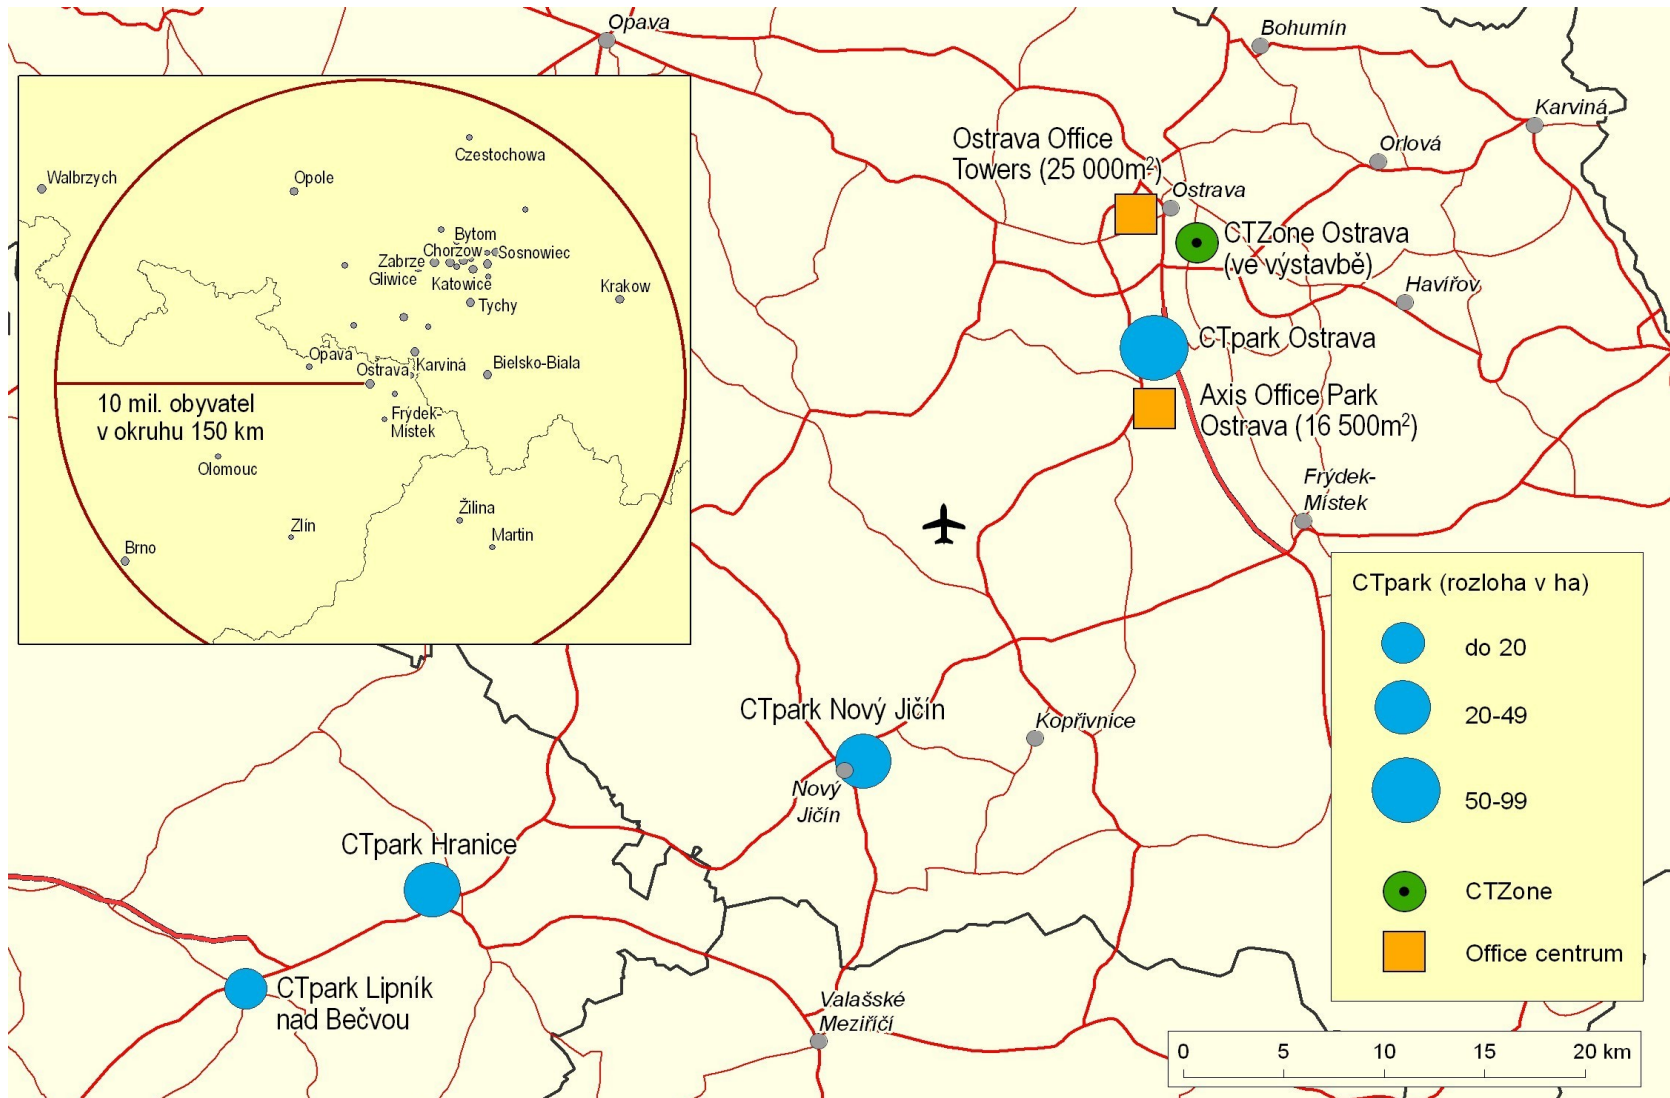 Opava
Bohumín
Karviná
Orlová
Ostrava Office
Towers (25 000m²)
Ostrava
CTZone Ostrava
(ve výstavbě)
Havířov
CTpark Ostrava
Axis Office Park
Ostrava (16 500m²)
Frýdek-
Místek
Czestochowa
Walbrzych
Opole
Bytom
Chorzow
Sosnowiec
Zabrze
Gliwice
Katowice
Krakow
Tychy
Opava
Ostrava
Karviná
Bielsko-Biala
10 mil. obyvatel
v okruhu 150 km
Frýdek-
Místek
Olomouc
Žilina
Zlín
Martin
Brno
CTpark Nový Jičín
Kopřivnice
Nový
Jičín
CTpark Hranice
CTpark Lipník
nad Bečvou
Valašské
Meziříčí
CTpark (rozloha v ha)
do 20
20-49
50-99
CTZone
Office centrum
0 5 10 15 20 km